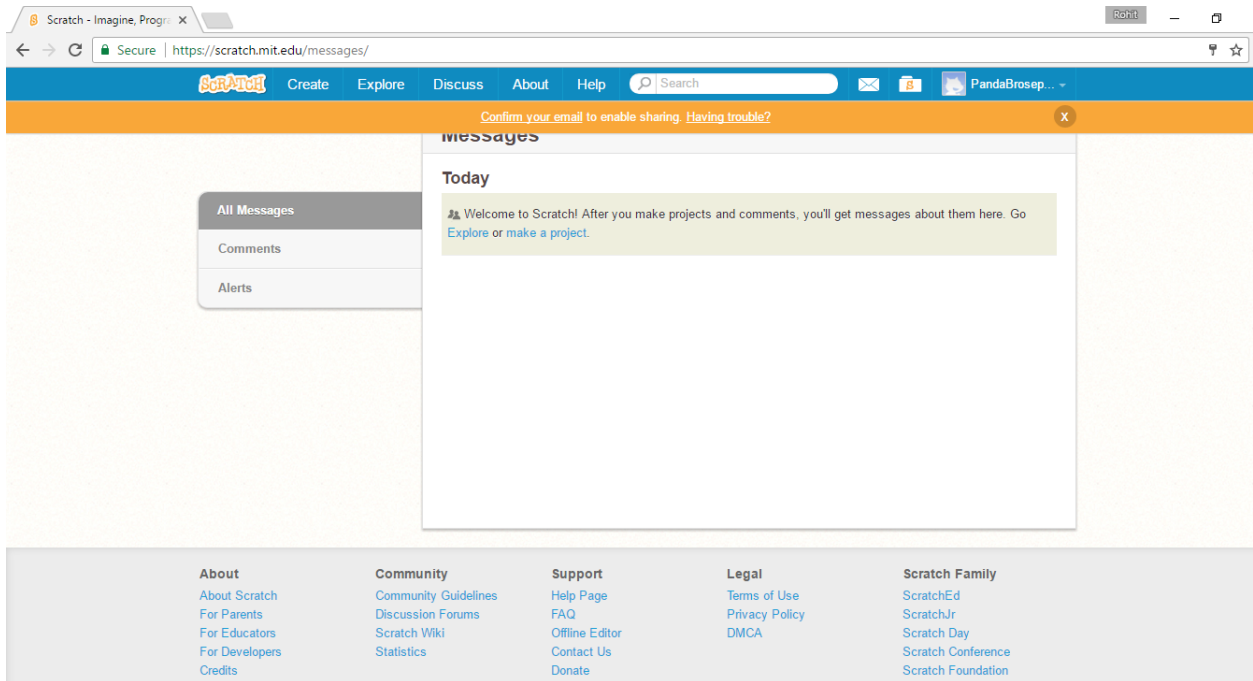 Scratch - Imagine, Progra
Rohit
Secure | https://scratch.mit.edu/messages/
SCRATCH Create Explore Discuss About Help Search PandaBrosep...
Confirm your email to enable sharing. Having trouble? X
Messages
Today
All Messages
Comments
Alerts
Welcome to Scratch! After you make projects and comments, you'll get messages about them here. Go
Explore or make a project.
About
About Scratch
For Parents
For Educators
For Developers
Credits
Community
Community Guidelines
Discussion Forums
Scratch Wiki
Statistics
Support
Help Page
FAQ
Offline Editor
Contact Us
Donate
Legal
Terms of Use
Privacy Policy
DMCA
Scratch Family
ScratchEd
ScratchJr
Scratch Day
Scratch Conference
Scratch Foundation